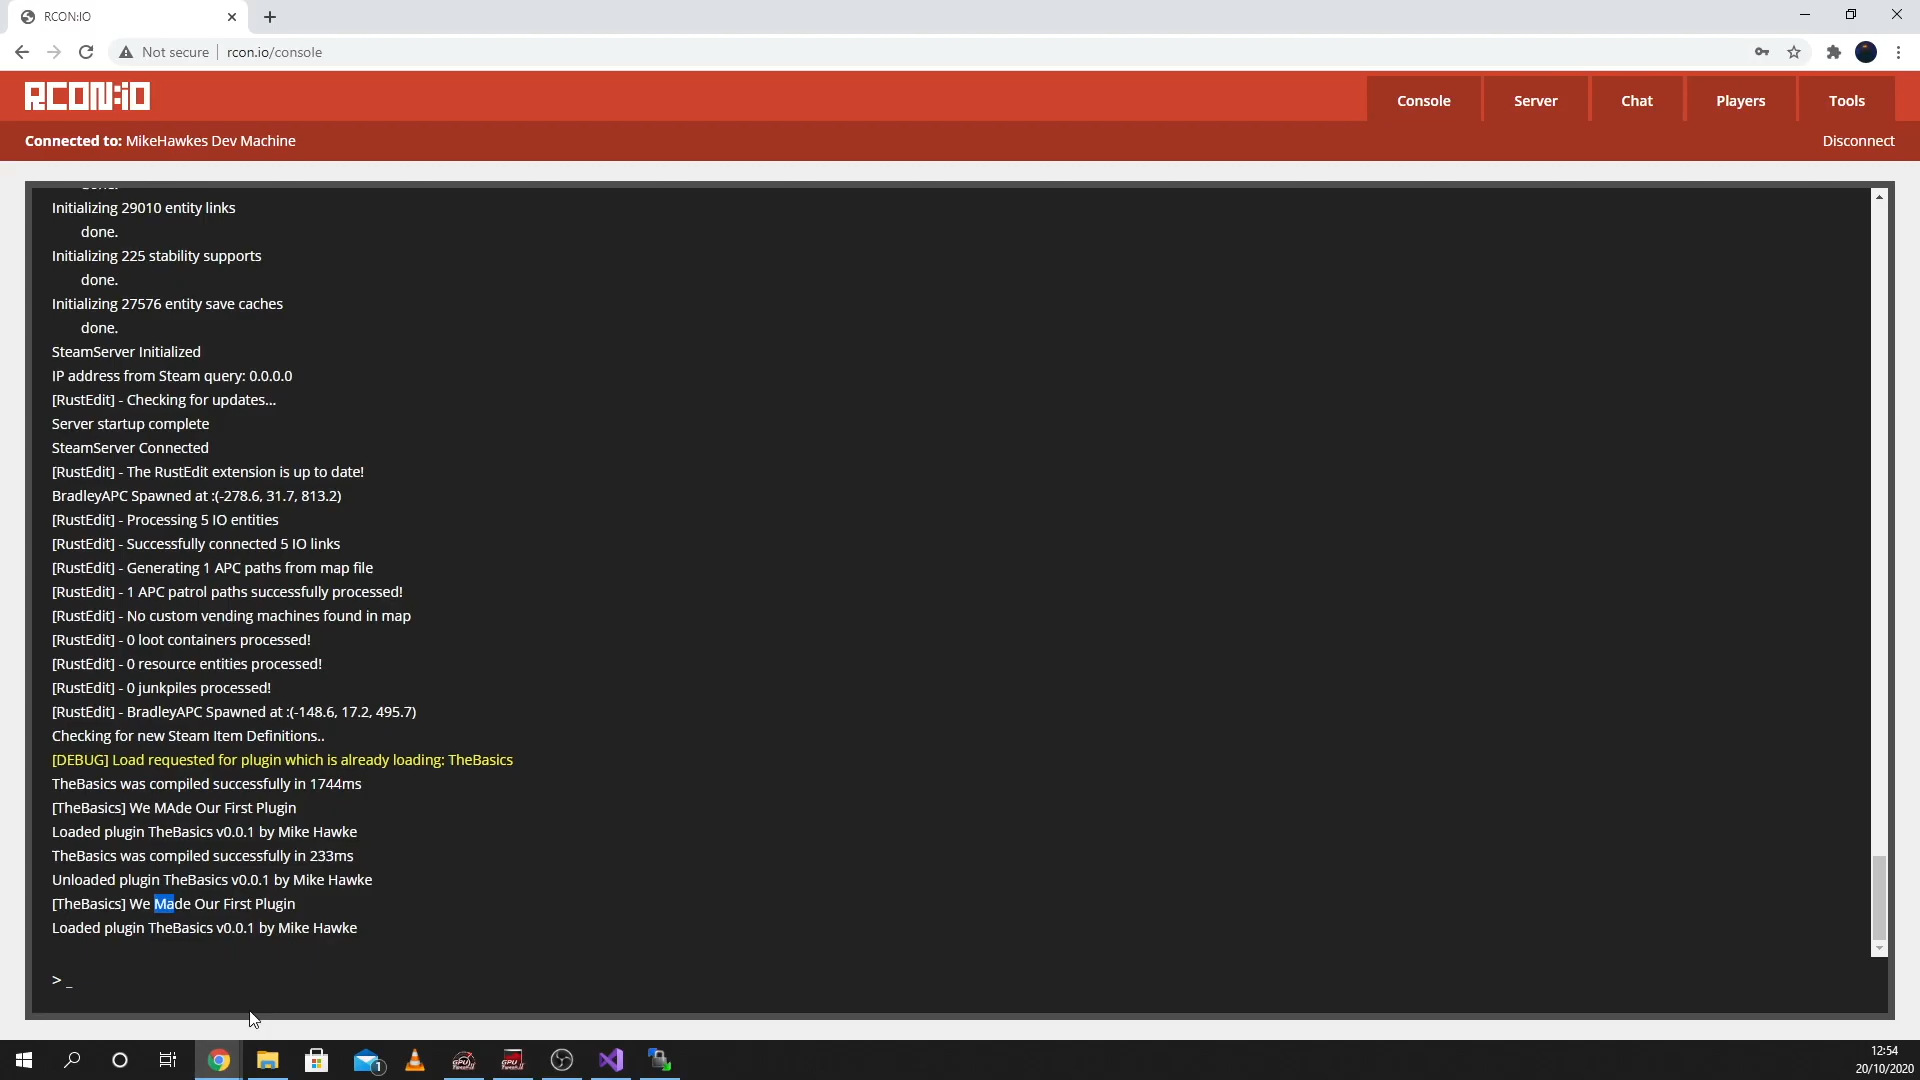 RCON:IO
Not secure
rcon.io/console
RCON:IO
Console
Server
Chat
Players
Tools
Connected to: MikeHawkes Dev Machine
Disconnect
done.
Initializing 29010 entity links
done.
Initializing 225 stability supports
done.
Initializing 27576 entity save caches
done.
SteamServer Initialized
IP address from Steam query: 0.0.0.0
[RustEdit] - Checking for updates...
Server startup complete
SteamServer Connected
[RustEdit] - The RustEdit extension is up to date!
BradleyAPC Spawned at :(-278.6, 31.7, 813.2)
[RustEdit] - Processing 5 IO entities
[RustEdit] - Successfully connected 5 IO links
[RustEdit] - Generating 1 APC paths from map file
[RustEdit] - 1 APC patrol paths successfully processed!
[RustEdit] - No custom vending machines found in map
[RustEdit] - 0 loot containers processed!
[RustEdit] - 0 resource entities processed!
[RustEdit] - 0 junkpiles processed!
[RustEdit] - BradleyAPC Spawned at :(-148.6, 17.2, 495.7)
Checking for new Steam Item Definitions..
[DEBUG] Load requested for plugin which is already loading: TheBasics
TheBasics was compiled successfully in 1744ms
[TheBasics] We MAde Our First Plugin
Loaded plugin TheBasics v0.0.1 by Mike Hawke
TheBasics was compiled successfully in 233ms
Unloaded plugin TheBasics v0.0.1 by Mike Hawke
[TheBasics] We Made Our First Plugin
Loaded plugin TheBasics v0.0.1 by Mike Hawke
> _
1
12:54
20/10/2020